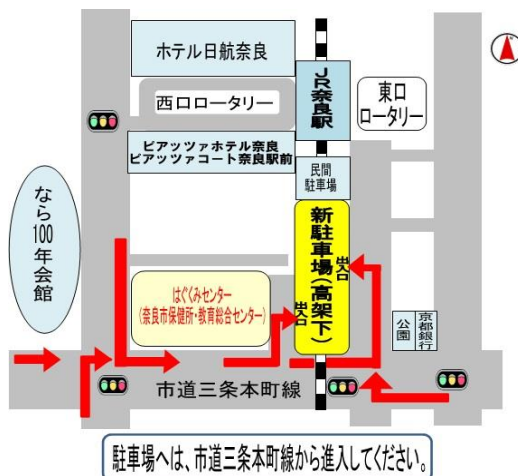 ホテル日航奈良
JR奈良駅
西口ロータリー
東口
ロータリー
ピアッツァホテル奈良
ピアッツァコート奈良駅前
民間
駐車場
なら100年会館
新駐車場(高架下)
出入口
出入口
はぐくみセンター
(奈良市保健所・教育総合センター)
公園
京都銀行
市道三条本町線
駐車場へは、市道三条本町線から進入してください。